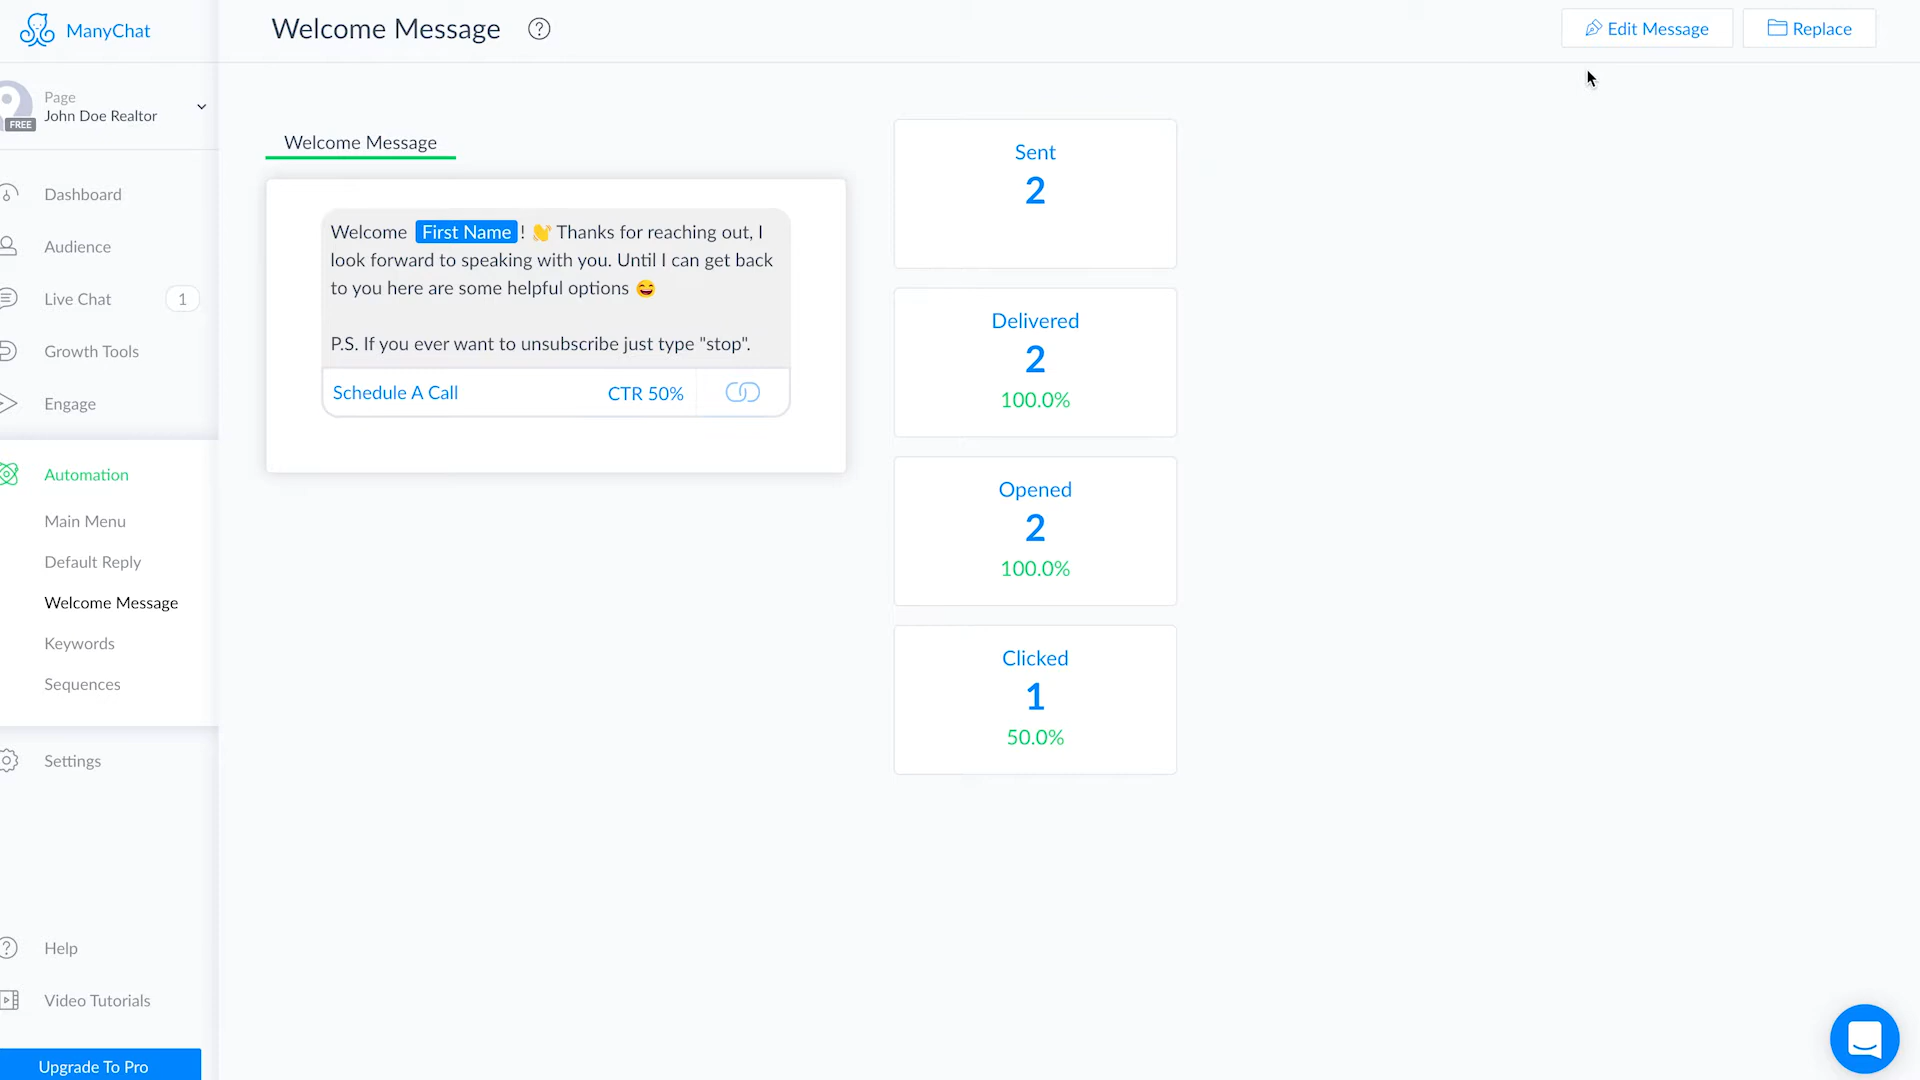 ManyChat
Page
John Doe Realtor
FREE
Dashboard
Audience
Live Chat 1
Growth Tools
Engage
Automation
Main Menu
Default Reply
Welcome Message
Keywords
Sequences
Settings
Help
Video Tutorials
Upgrade To Pro
Welcome Message ?
Edit Message
Replace
Welcome Message
Welcome First Name ! 👋 Thanks for reaching out, I
look forward to speaking with you. Until I can get back
to you here are some helpful options 😄
P.S. If you ever want to unsubscribe just type "stop".
Schedule A Call CTR 50%
Sent
2
Delivered
2
100.0%
Opened
2
100.0%
Clicked
1
50.0%